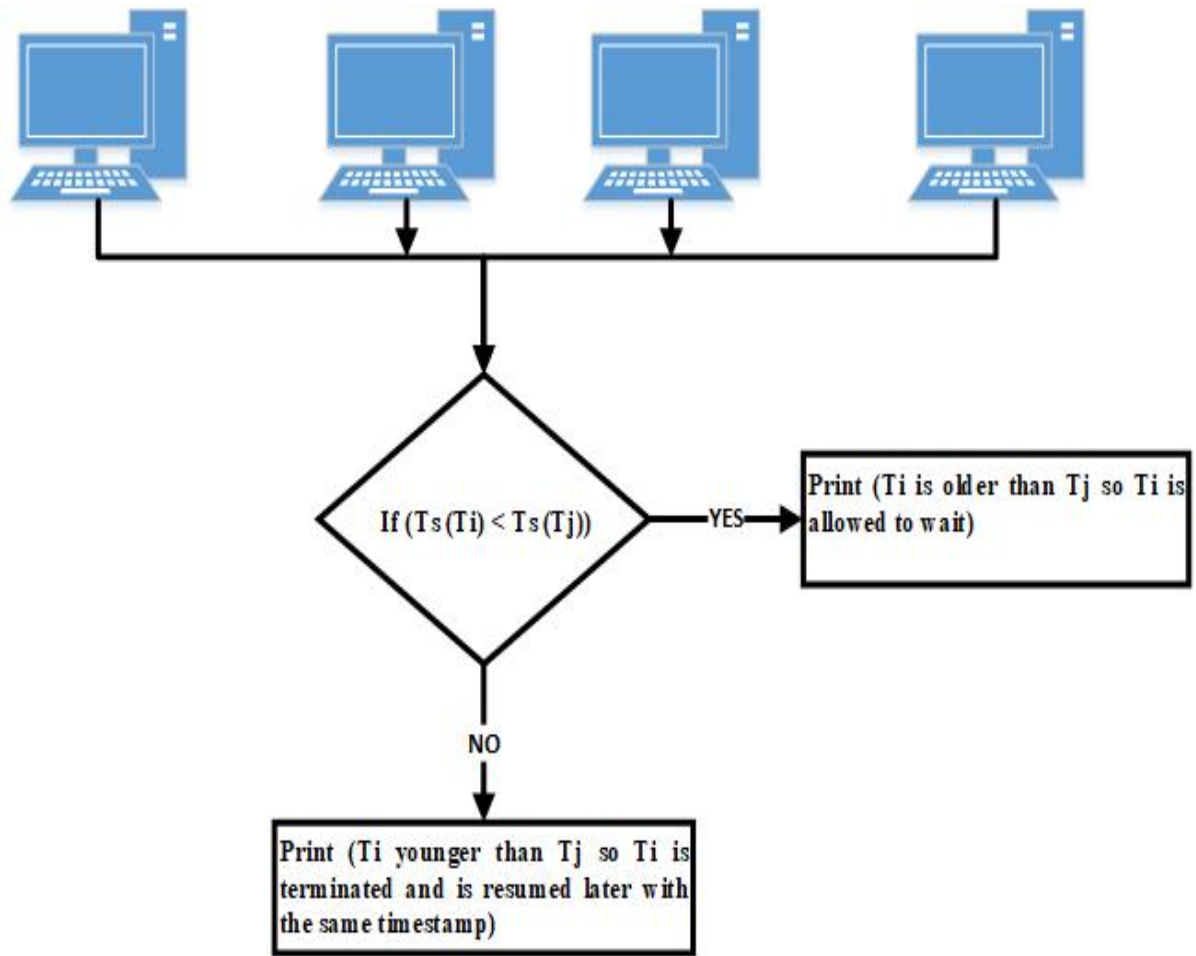 If (Ts(Ti) < Ts(Tj))
YES
Print (Ti is older than Tj so Ti is
allowed to wait)
NO
Print (Ti younger than Tj so Ti is
terminated and is resumed later with
the same timestamp)